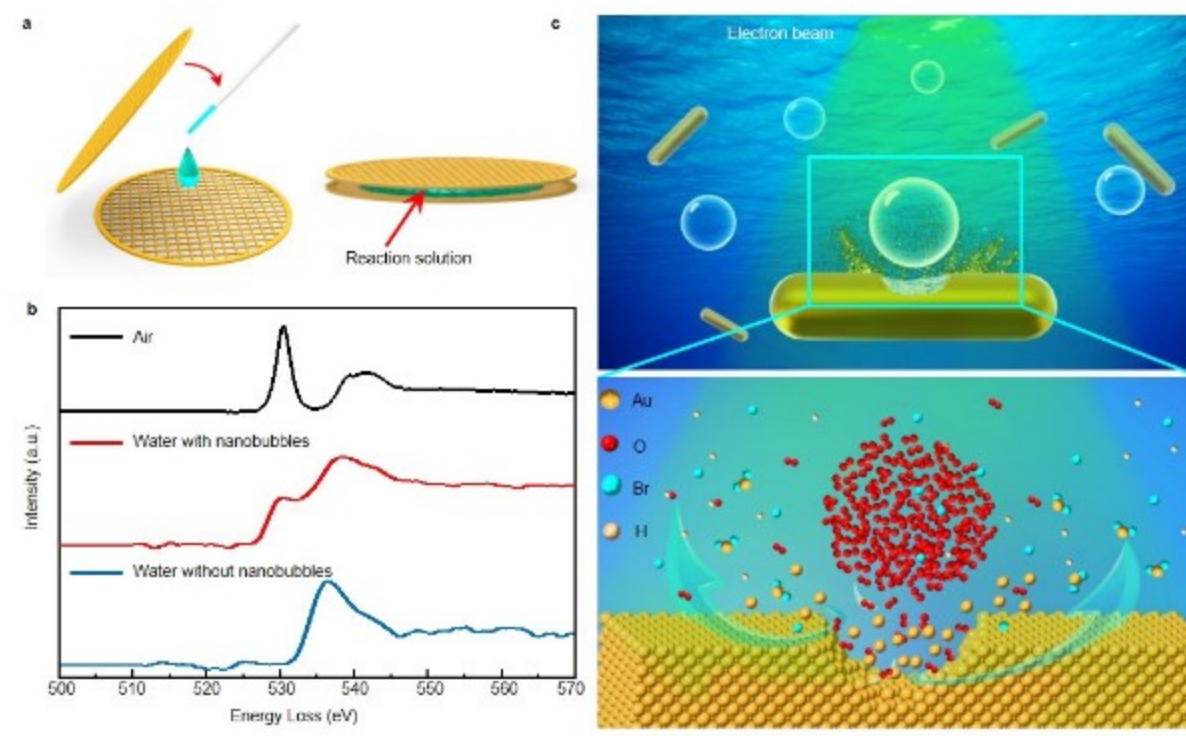 a
Reaction solution
b
Air
Water with nanobubbles
Water without nanobubbles
Intensity (a.u.)
500 510 520 530 540 550 560 570
Energy Loss (eV)
c
Electron beam
Au
O
Br
H